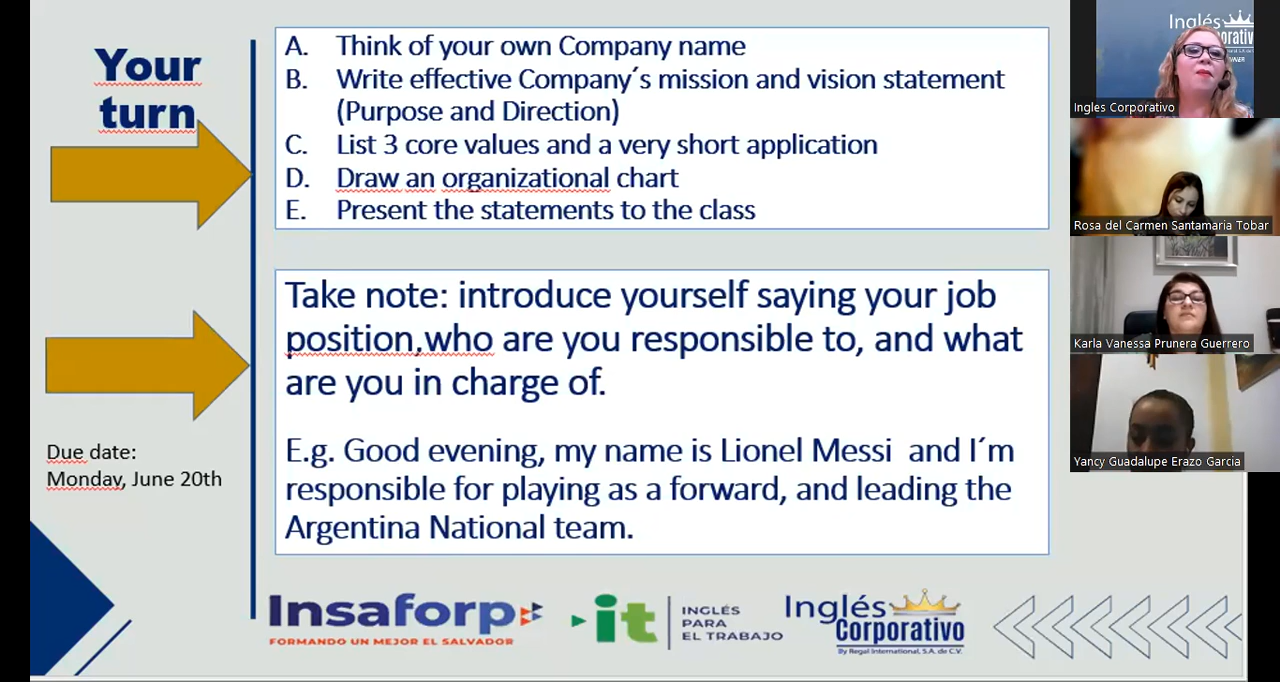 Your
turn
A. Think of your own Company name
B. Write effective Company´s mission and vision statement
(Purpose and Direction)
C. List 3 core values and a very short application
D. Draw an organizational chart
E. Present the statements to the class
Take note: introduce yourself saying your job
position,who are you responsible to, and what
are you in charge of.
E.g. Good evening, my name is Lionel Messi and I´m
responsible for playing as a forward, and leading the
Argentina National team.
Due date:
Monday, June 20th
Insaforp
FORMANDO UN MEJOR EL SALVADOR
it
INGLÉS
PARA
EL TRABAJO
Inglés
Corporativo
By Regal International, S.A. de C.V.
Inglés
Ingles Corporativo
Rosa del Carmen Santamaria Tobar
Karla Vanessa Prunera Guerrero
Yancy Guadalupe Erazo Garcia